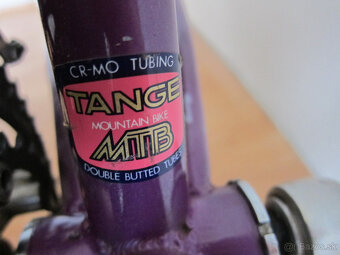 CR-MO TUBING
TANGE
MOUNTAIN BIKE
MTB
DOUBLE BUTTED TUBES